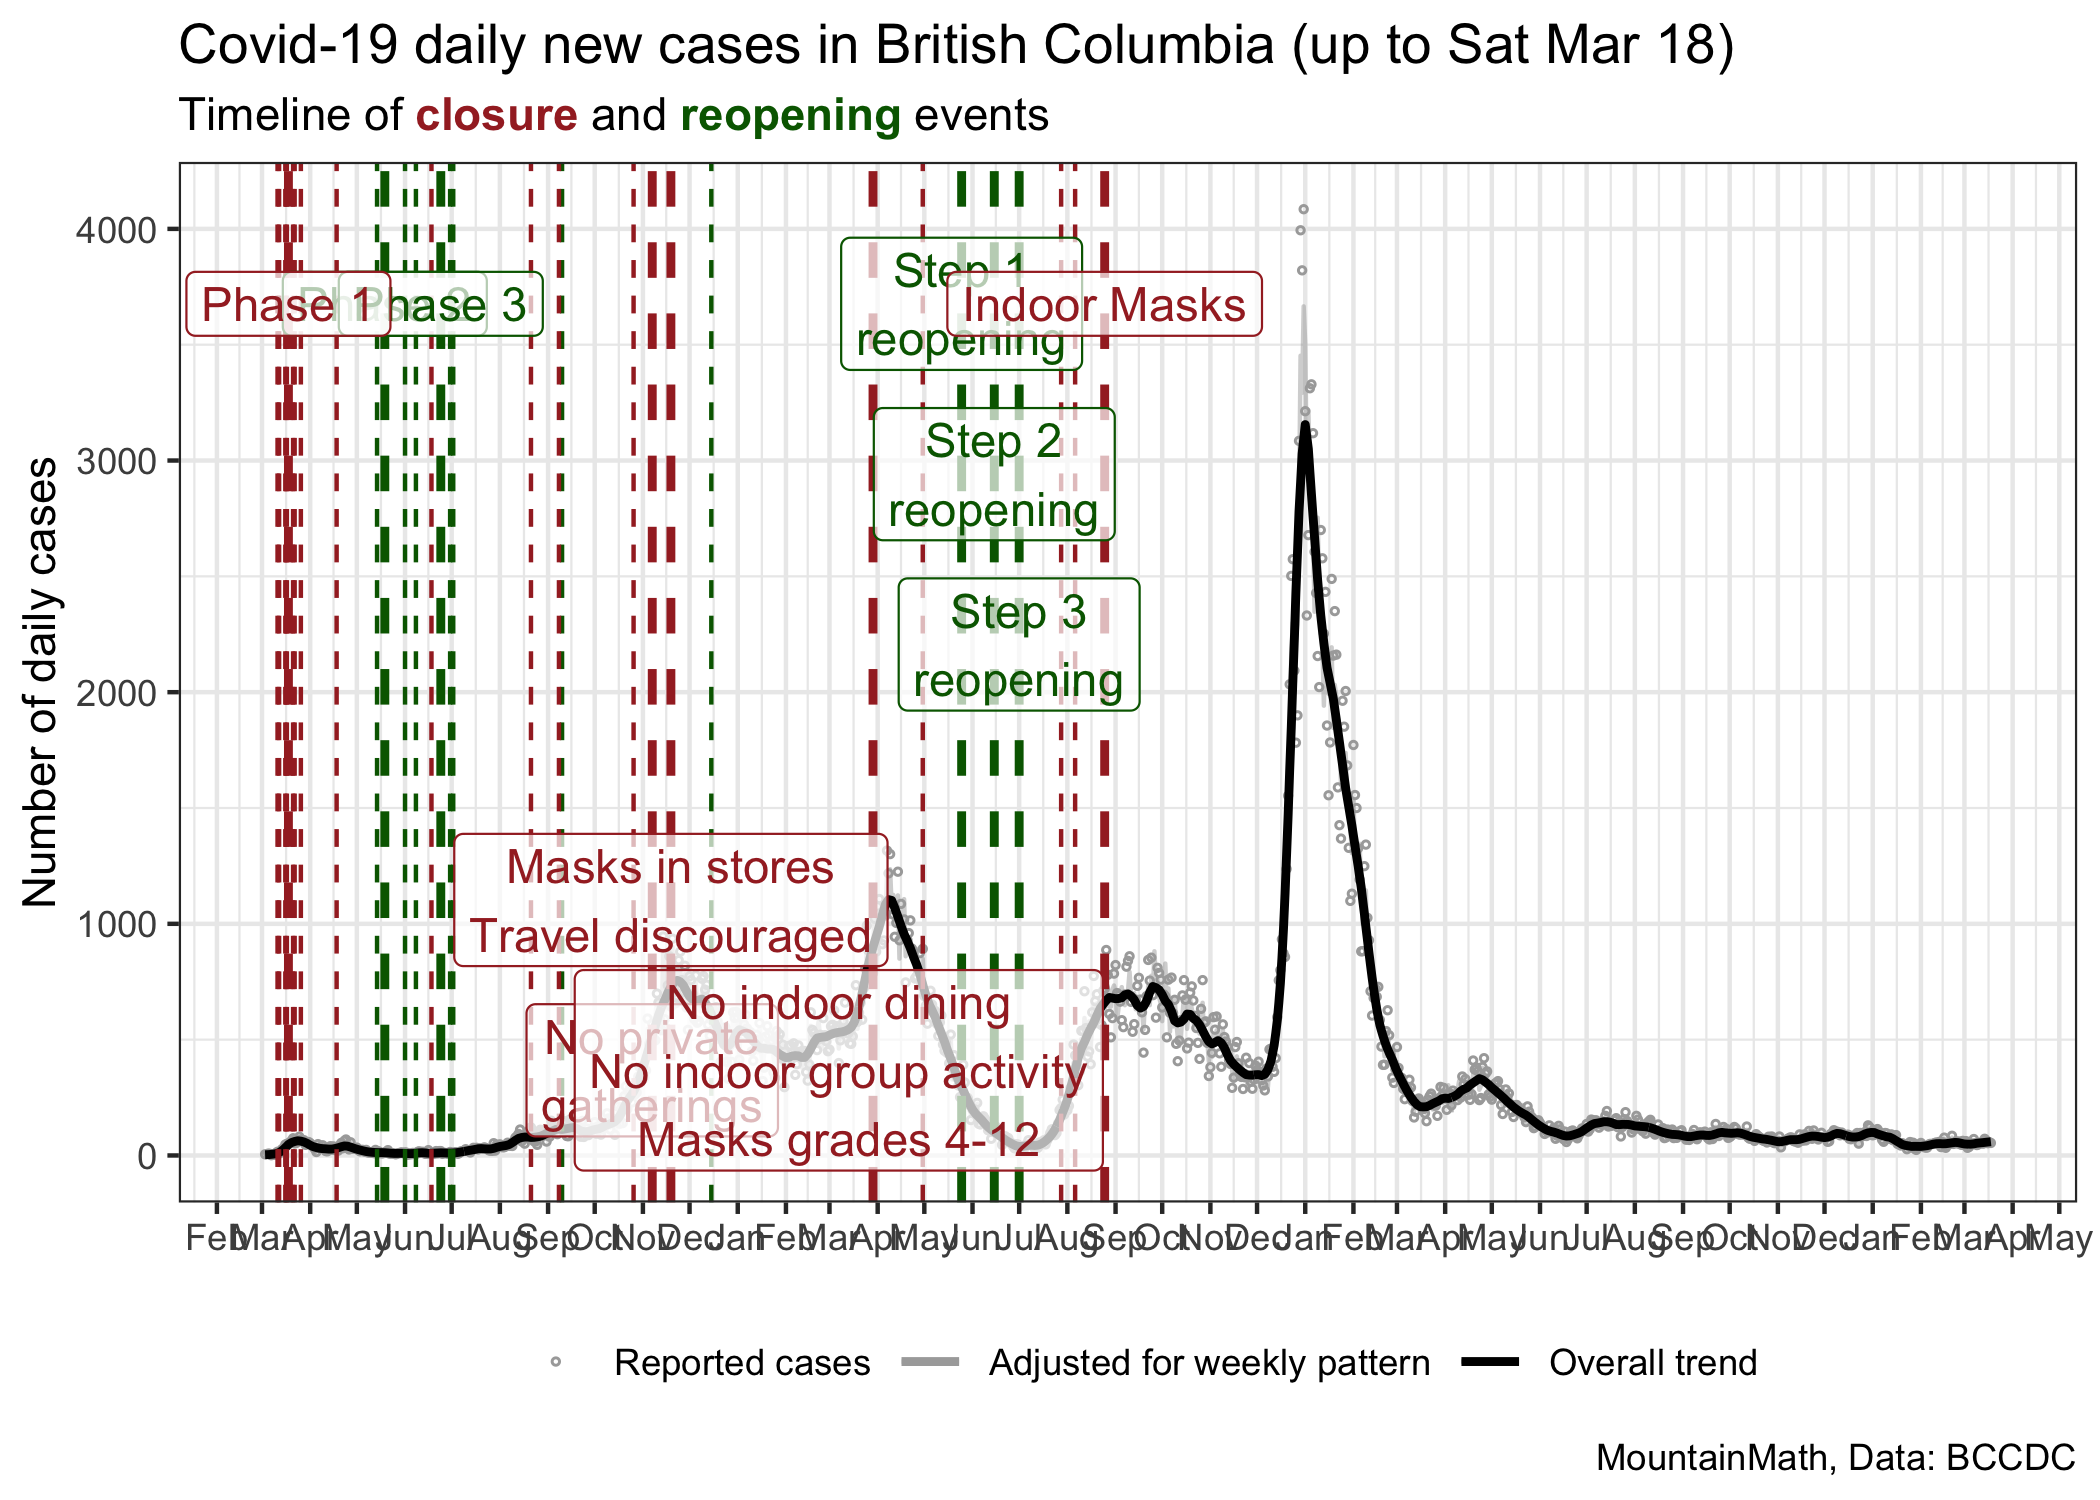 Covid-19 daily new cases in British Columbia (up to Sat Mar 18)
Timeline of closure and reopening events
Number of daily cases
4000
3000
2000
1000
0
Phase 1
Phase 2
Phase 3
Step 1
reopening
Indoor Masks
Step 2
reopening
Step 3
reopening
Masks in stores
Travel discouraged
No private
gatherings
No indoor dining
No indoor group activity
Masks grades 4-12
Feb Mar Apr May Jun Jul Aug Sep Oct Nov Dec Jan Feb Mar Apr May Jun Jul Aug Sep Oct Nov Dec Jan Feb Mar Apr May Jun Jul Aug Sep Oct Nov Dec Jan Feb Mar Apr May
Reported cases Adjusted for weekly pattern Overall trend
MountainMath, Data: BCCDC